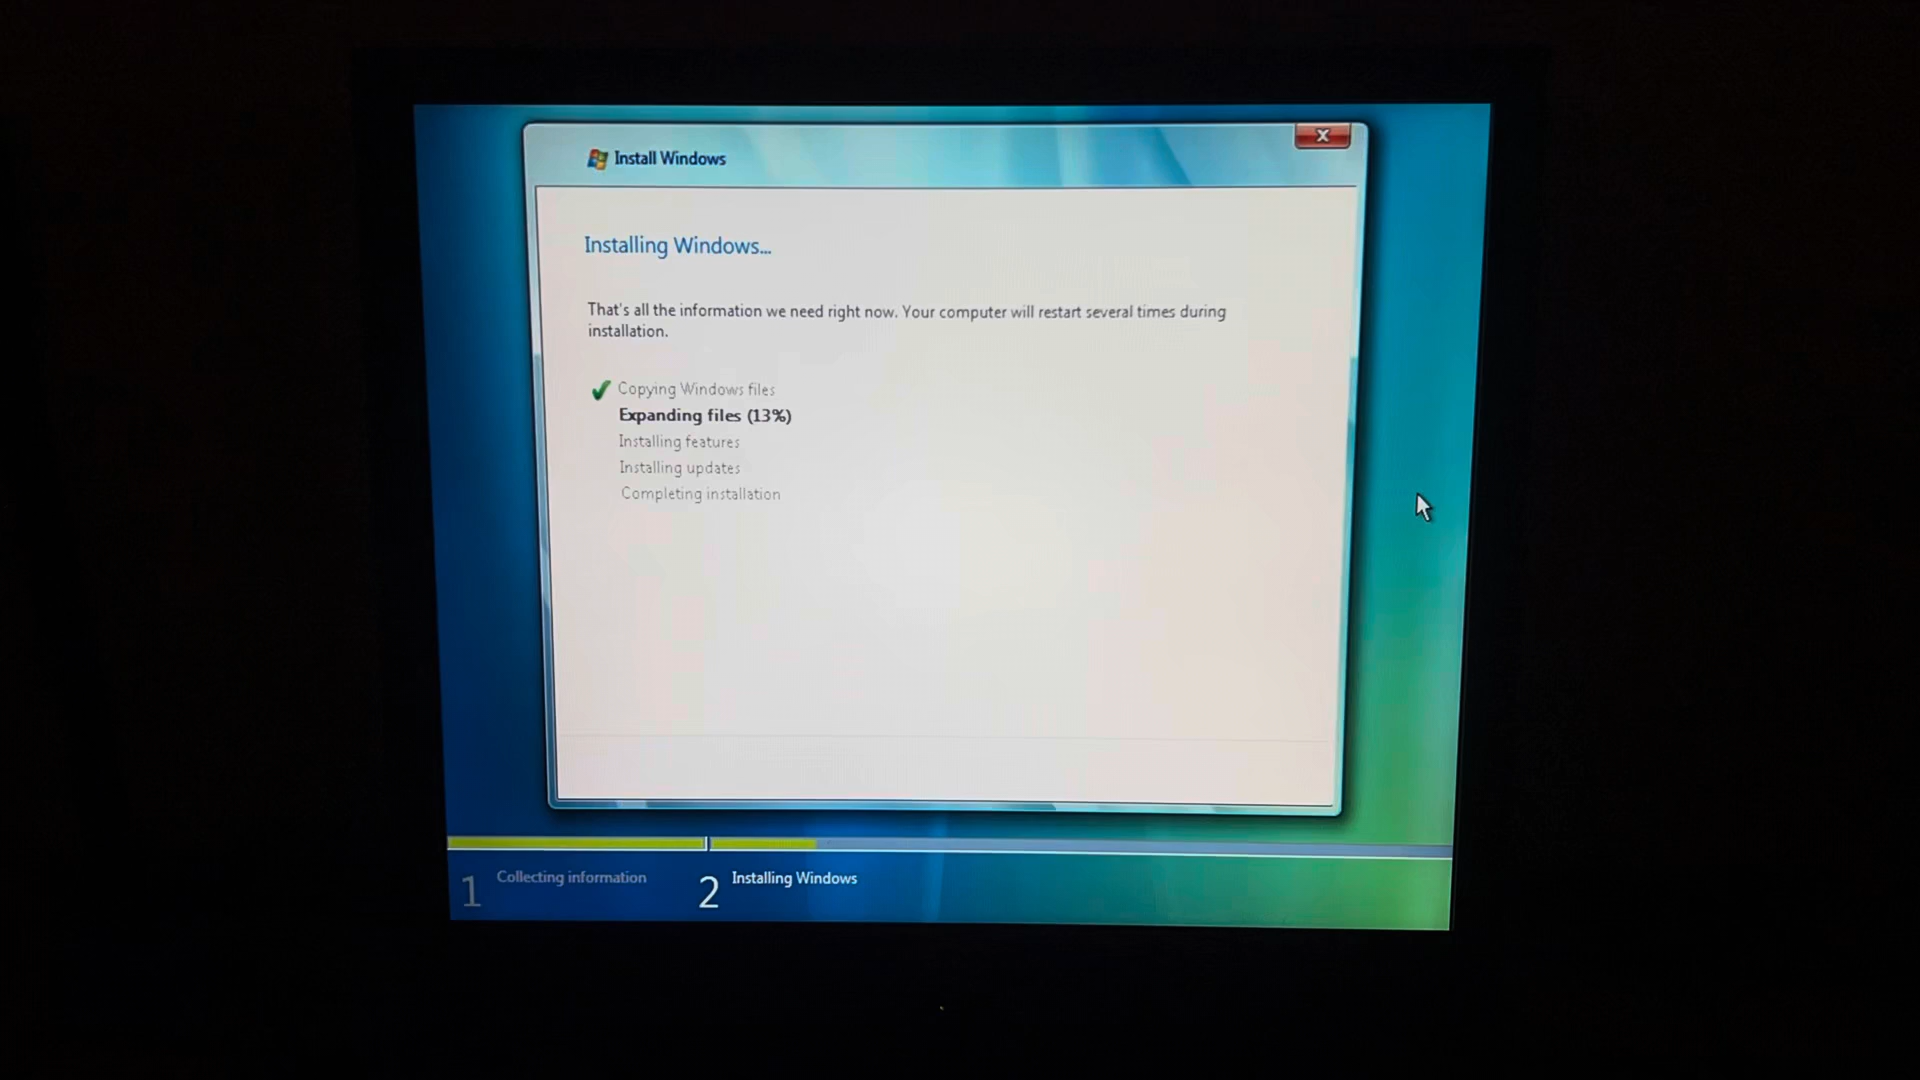 Install Windows
Installing Windows...
That's all the information we need right now. Your computer will restart several times during
installation.
Copying Windows files
Expanding files (13%)
Installing features
Installing updates
Completing installation
1 Collecting information
2 Installing Windows